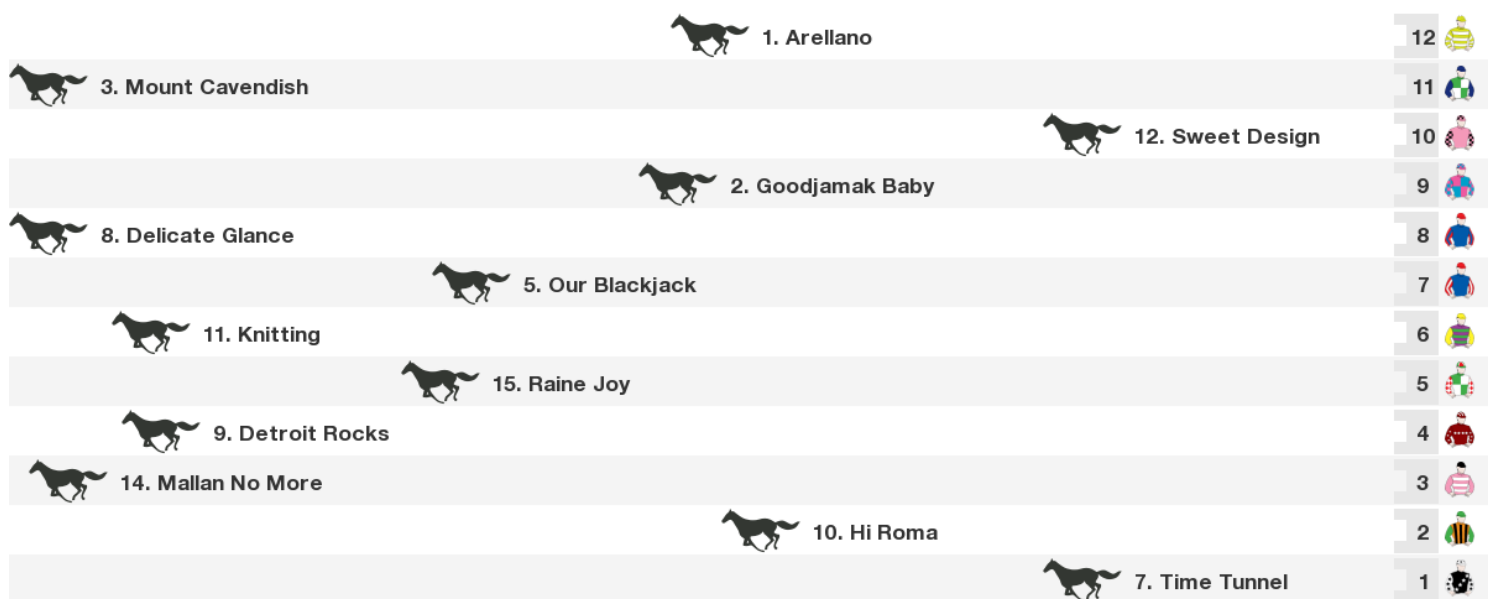 1. Arellano 12
3. Mount Cavendish 11
12. Sweet Design 10
2. Goodjamak Baby 9
8. Delicate Glance 8
5. Our Blackjack 7
11. Knitting 6
15. Raine Joy 5
9. Detroit Rocks 4
14. Mallan No More 3
10. Hi Roma 2
7. Time Tunnel 1